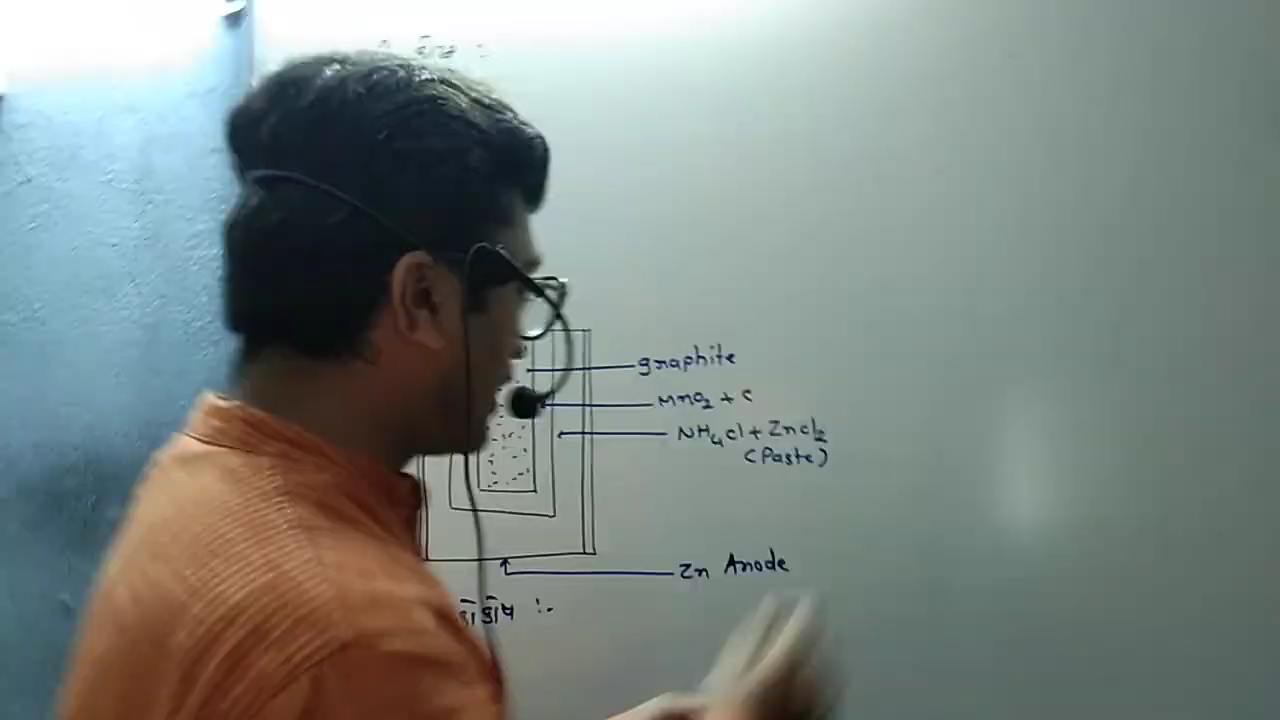 graphite
MnO₂ + C
NH₄Cl + ZnCl₂
(Paste)
Zn Anode
:-